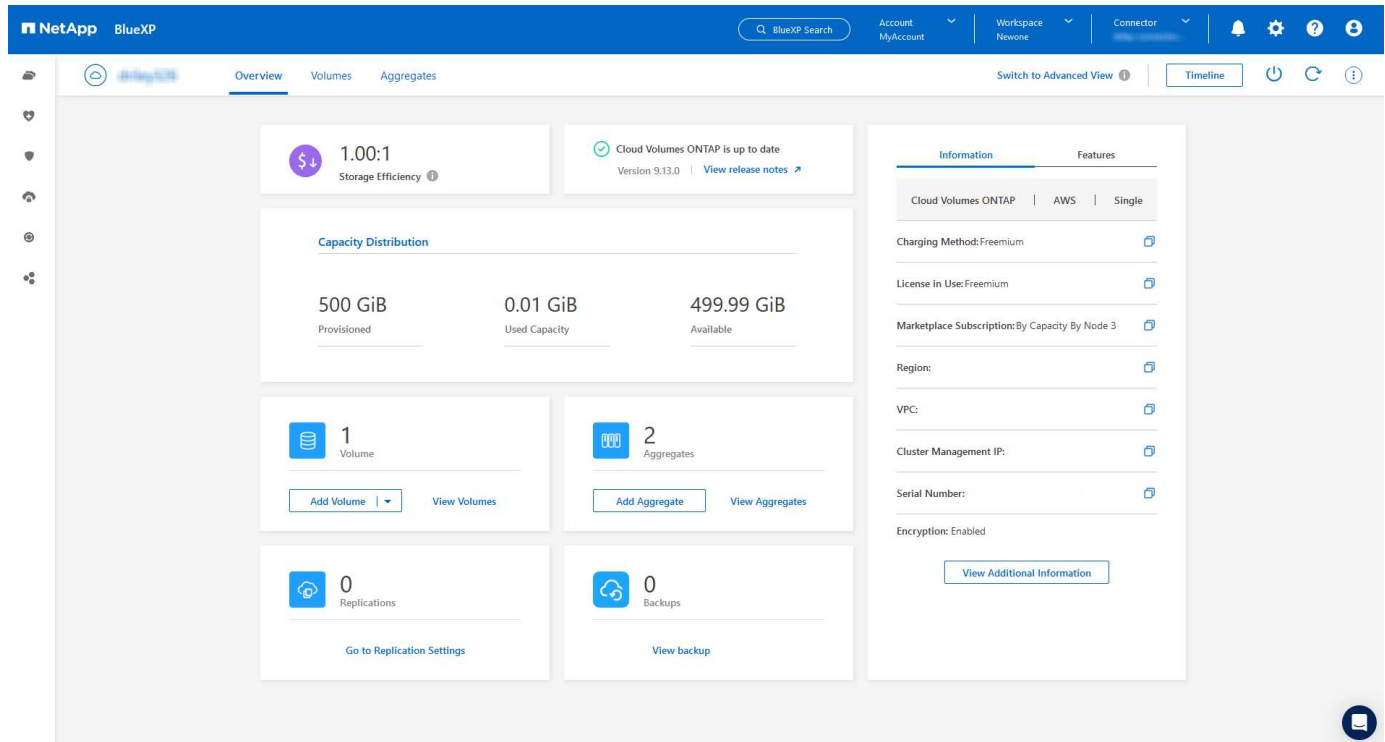 NetApp BlueXP
BlueXP Search
Account
MyAccount
Workspace
Newone
Connector
Overview Volumes Aggregates
Switch to Advanced View
Timeline
1.00:1
Storage Efficiency
Cloud Volumes ONTAP is up to date
Version 9.13.0 | View release notes
Capacity Distribution
500 GiB
Provisioned
0.01 GiB
Used Capacity
499.99 GiB
Available
1
Volume
Add Volume
View Volumes
2
Aggregates
Add Aggregate
View Aggregates
0
Replications
Go to Replication Settings
0
Backups
View backup
Information
Features
Cloud Volumes ONTAP | AWS | Single
Charging Method: Freemium
License in Use: Freemium
Marketplace Subscription: By Capacity By Node 3
Region:
VPC:
Cluster Management IP:
Serial Number:
Encryption: Enabled
View Additional Information